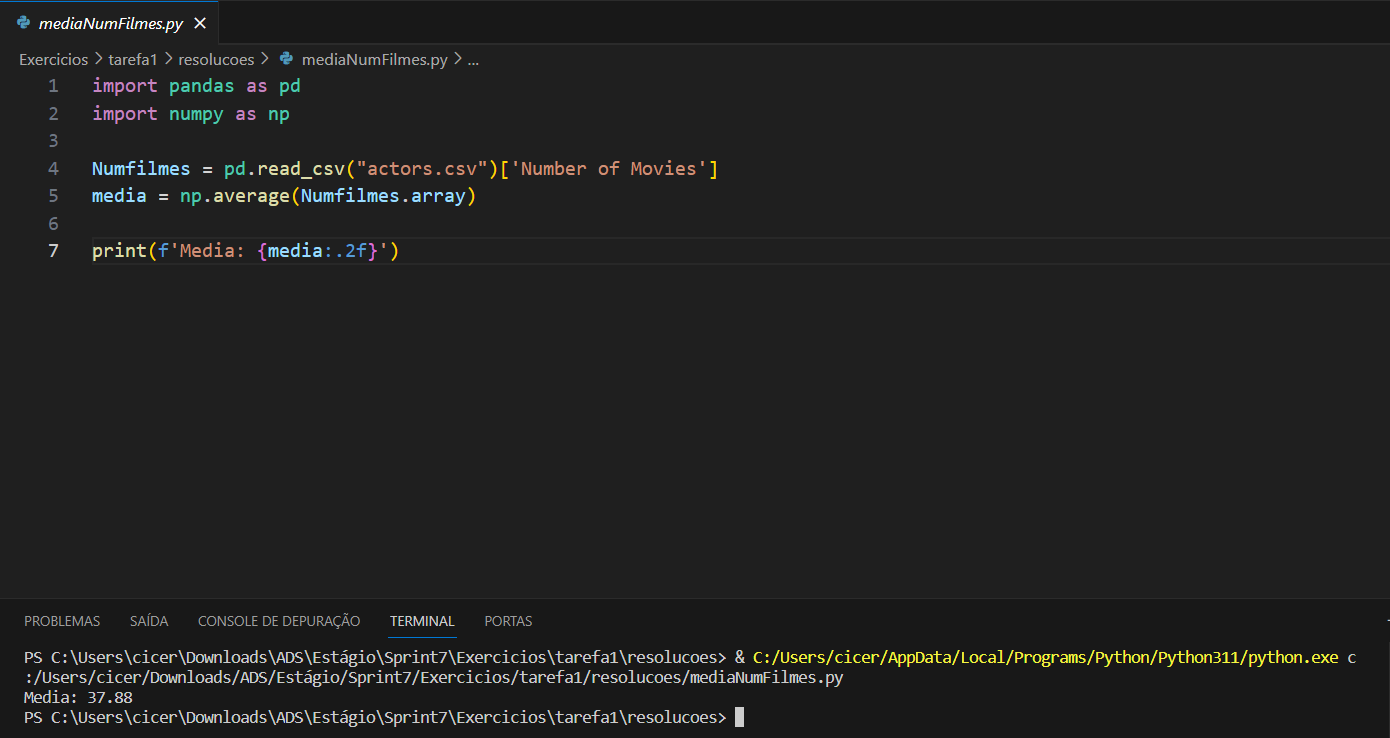 mediaNumFilmes.py ×
Exercicios > tarefa1 > resolucoes > mediaNumFilmes.py > ...
1 import pandas as pd
2 import numpy as np
3
4 Numfilmes = pd.read_csv("actors.csv")['Number of Movies']
5 media = np.average(Numfilmes.array)
6
7 print(f'Media: {media:.2f}')
PROBLEMAS SAÍDA CONSOLE DE DEPURAÇÃO TERMINAL PORTAS
PS C:\Users\cicer\Downloads\ADS\Estágio\Sprint7\Exercicios\tarefa1\resolucoes> & C:/Users/cicer/AppData/Local/Programs/Python/Python311/python.exe c
:/Users/cicer/Downloads/ADS/Estágio/Sprint7/Exercicios/tarefa1/resolucoes/mediaNumFilmes.py
Media: 37.88
PS C:\Users\cicer\Downloads\ADS\Estágio\Sprint7\Exercicios\tarefa1\resolucoes>